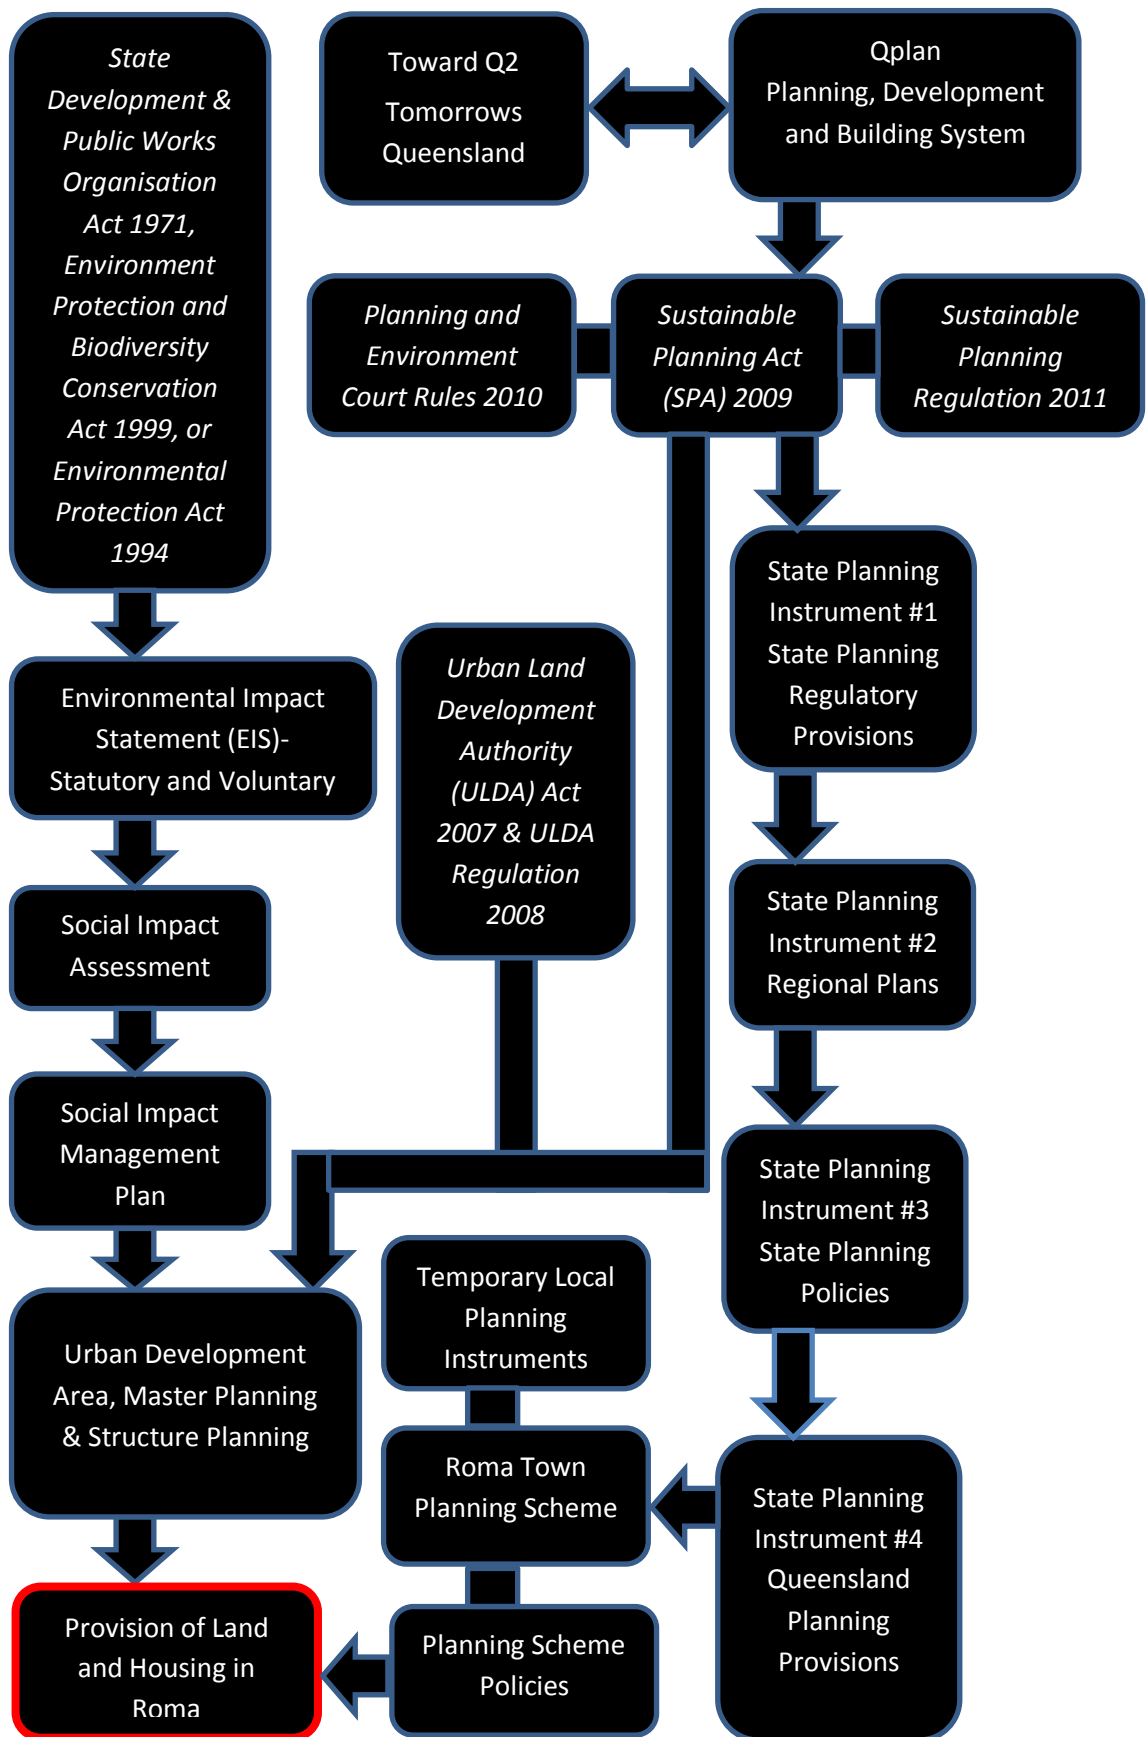 State
Development &
Public Works
Organisation
Act 1971,
Environment
Protection and
Biodiversity
Conservation
Act 1999, or
Environmental
Protection Act
1994
Toward Q2
Tomorrows
Queensland
Qplan
Planning, Development
and Building System
Planning and
Environment
Court Rules 2010
Sustainable
Planning Act
(SPA) 2009
Sustainable
Planning
Regulation 2011
State Planning
Instrument #1
State Planning
Regulatory
Provisions
Urban Land
Development
Authority
(ULDA) Act
2007 & ULDA
Regulation
2008
Environmental Impact
Statement (EIS)-
Statutory and Voluntary
Social Impact
Assessment
State Planning
Instrument #2
Regional Plans
Social Impact
Management
Plan
State Planning
Instrument #3
State Planning
Policies
Temporary Local
Planning
Instruments
Urban Development
Area, Master Planning
& Structure Planning
Roma Town
Planning Scheme
State Planning
Instrument #4
Queensland
Planning
Provisions
Planning Scheme
Policies
Provision of Land
and Housing in
Roma